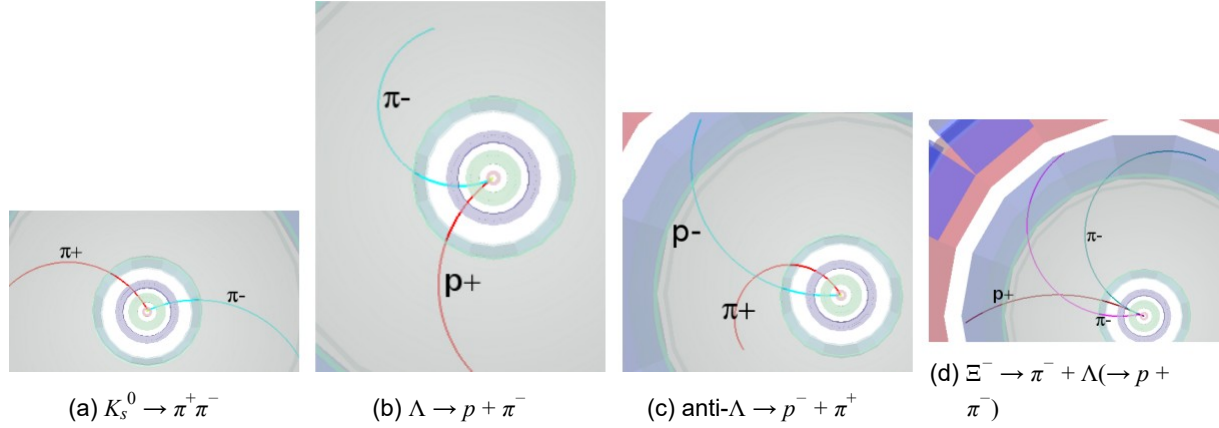 π+
π-
π-
p+
p-
π+
π-
p+
π-
(a) K_s^0 → π^+π^-
(b) Λ → p + π^-
(c) anti-Λ → p^- + π^+
(d) Ξ^- → π^- + Λ(→ p +
π^-)